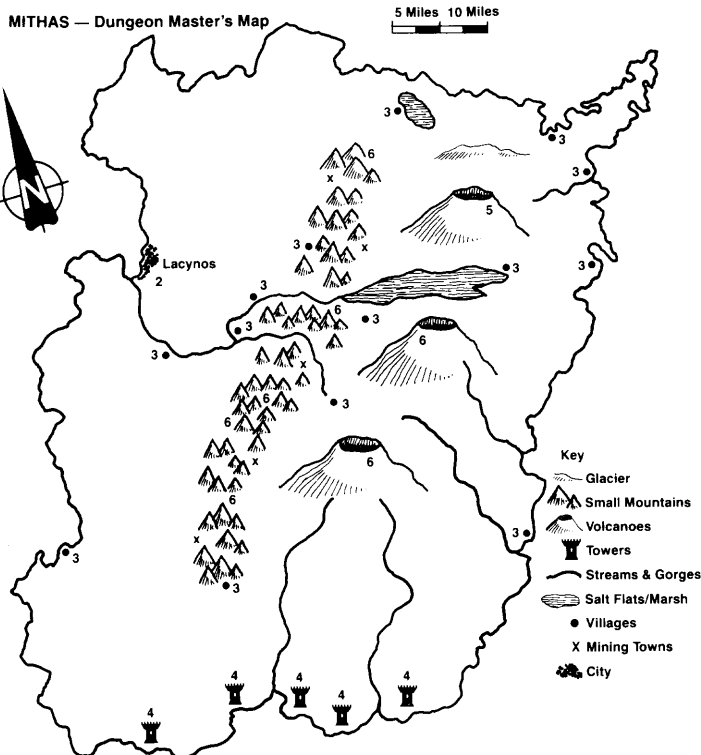 MITHAS — Dungeon Master's Map
5 Miles 10 Miles
N
3
3
6
x
3
5
3
x
3
3
Lacynos
2
3
6
3
3
6
3
x
3
6
6
x
6
6
x
3
3
3
Key
Glacier
Small Mountains
Volcanoes
Towers
Streams & Gorges
Salt Flats/Marsh
Villages
X Mining Towns
City
4
4
4
4
4